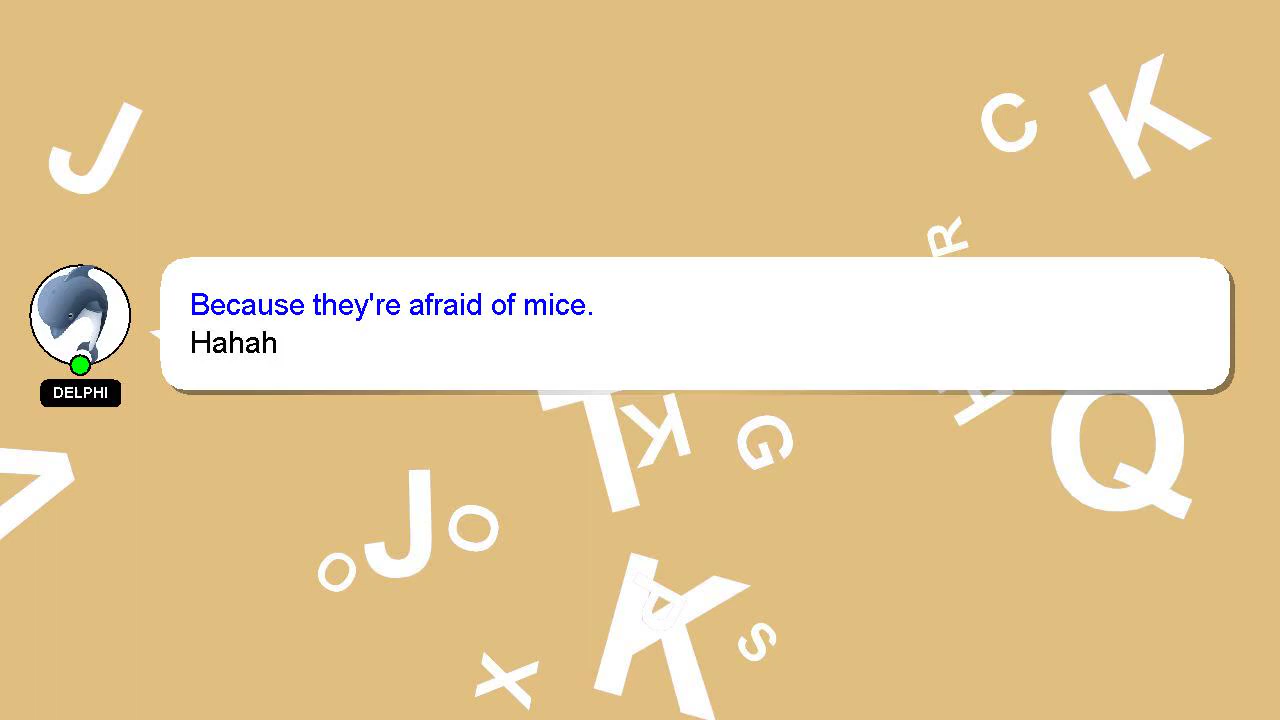 J
C
K
R
Because they're afraid of mice.
Hahah
DELPHI
T
K
G
Q
J
O
O
K
S
X